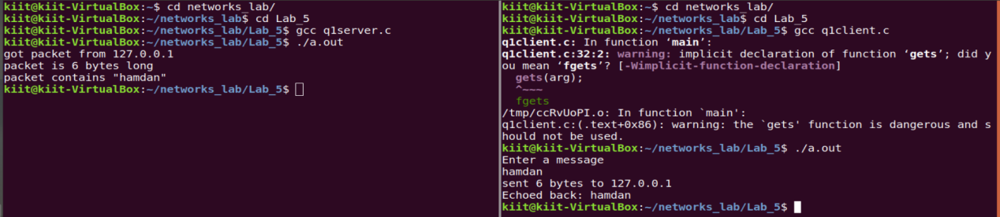 kiit@kiit-VirtualBox:~$ cd networks_lab/
kiit@kiit-VirtualBox:~/networks_lab$ cd Lab_5
kiit@kiit-VirtualBox:~/networks_lab/Lab_5$ gcc q1server.c
kiit@kiit-VirtualBox:~/networks_lab/Lab_5$ ./a.out
got packet from 127.0.0.1
packet is 6 bytes long
packet contains "hamdan"
kiit@kiit-VirtualBox:~/networks_lab/Lab_5$
kiit@kiit-VirtualBox:~$ cd networks_lab/
kiit@kiit-VirtualBox:~/networks_lab$ cd Lab_5
kiit@kiit-VirtualBox:~/networks_lab/Lab_5$ gcc q1client.c
q1client.c: In function ‘main’:
q1client.c:32:2: warning: implicit declaration of function ‘gets’; did y
ou mean ‘fgets’? [-Wimplicit-function-declaration]
  gets(arg);
  ^~~~
  fgets
/tmp/ccRvUoPI.o: In function `main':
q1client.c:(.text+0x86): warning: the `gets' function is dangerous and s
hould not be used.
kiit@kiit-VirtualBox:~/networks_lab/Lab_5$ ./a.out
Enter a message
hamdan
sent 6 bytes to 127.0.0.1
Echoed back: hamdan
kiit@kiit-VirtualBox:~/networks_lab/Lab_5$